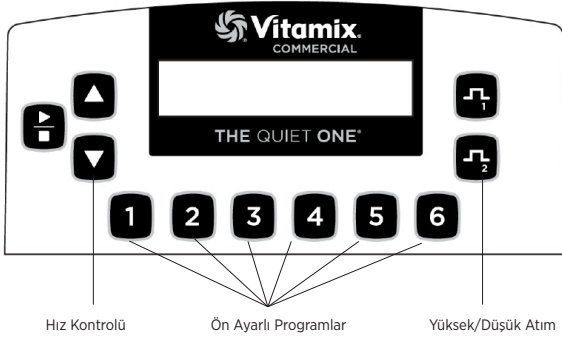 Vitamix.
COMMERCIAL
THE QUIET ONE®
1
2
1 2 3 4 5 6
Hız Kontrolü Ön Ayarlı Programlar Yüksek/Düşük Atım